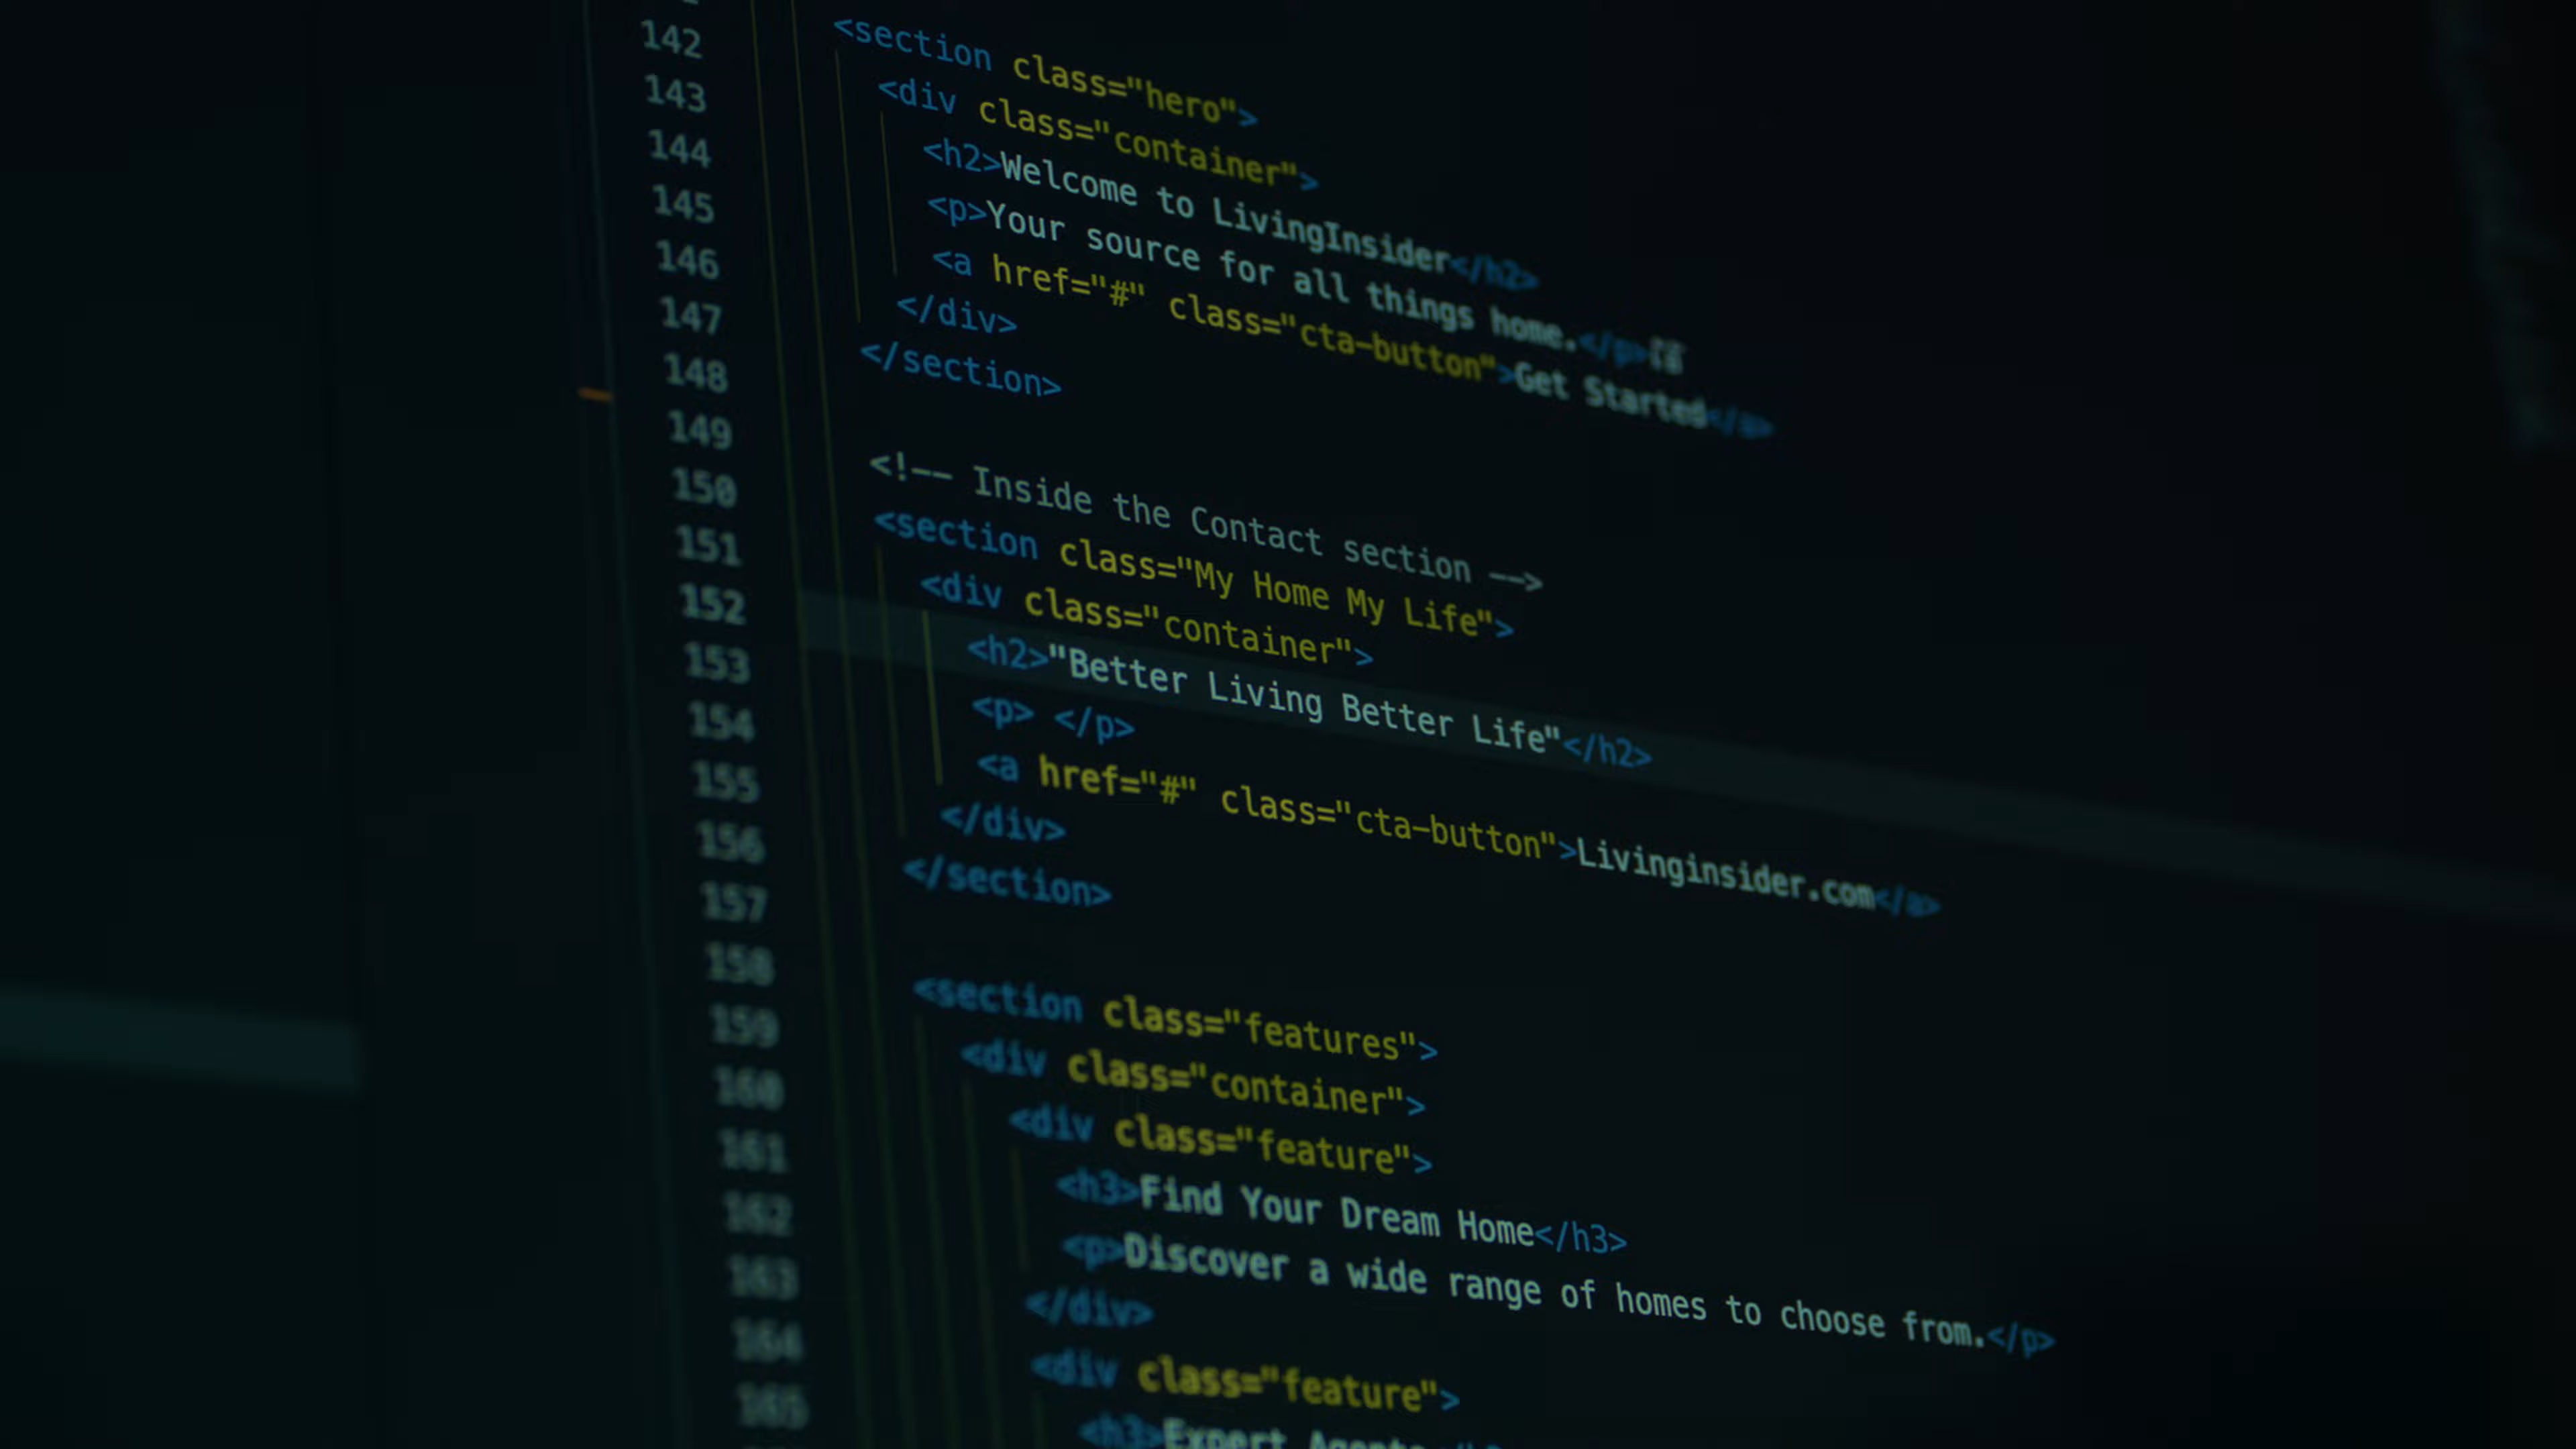 <section class="hero">
142 <div class="container">
143 <h2>Welcome to LivingInsider</h2>
144 <p>Your source for all things home.</p>
145 <a href="#" class="cta-button">Get Started</a>
146 </div>
147 </section>
148
149 <!-- Inside the Contact section -->
150 <section class="My Home My Life">
151 <div class="container">
152 <h2>"Better Living Better Life"</h2>
153 <p> </p>
154 <a href="#" class="cta-button">Livinginsider.com</a>
155 </div>
156 </section>
157
158 <section class="features">
159 <div class="container">
160 <div class="feature">
161 <h3>Find Your Dream Home</h3>
162 <p>Discover a wide range of homes to choose from.</p>
163 </div>
164 <div class="feature">
165 <h3>Expert